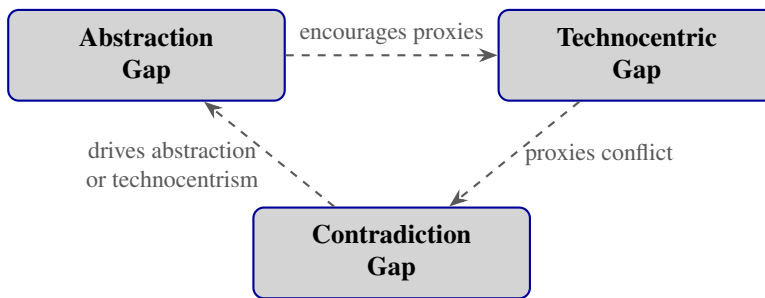 Abstraction
Gap
encourages proxies
Technocentric
Gap
drives abstraction
or technocentrism
proxies conflict
Contradiction
Gap